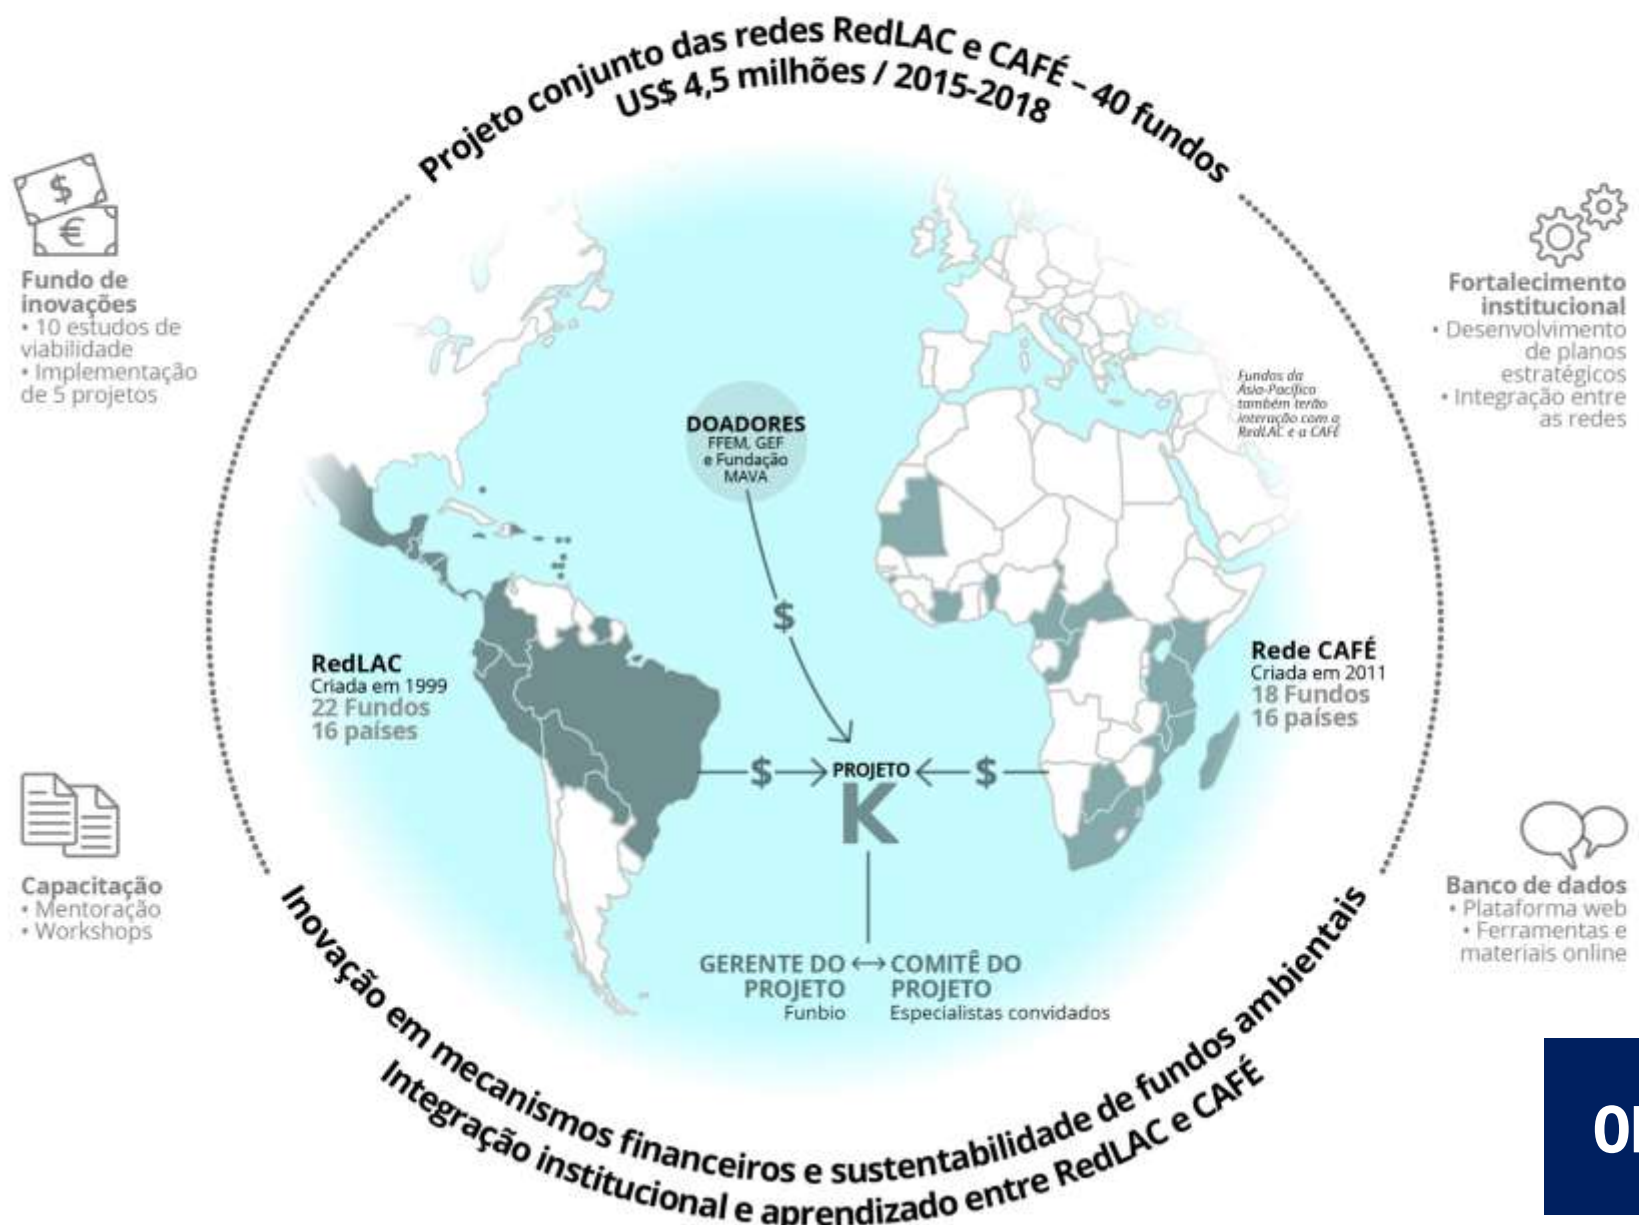 Projeto conjunto das redes RedLAC e CAFÉ – 40 fundos
US$ 4,5 milhões / 2015-2018
$
€
Fundo de
inovações
• 10 estudos de
viabilidade
• Implementação
de 5 projetos
Fortalecimento
institucional
• Desenvolvimento
de planos
estratégicos
• Integração entre
as redes
Fundos da
Ásia-Pacífico
também terão
interação com a
RedLAC e a CAFÉ
DOADORES
FFEM, GEF
e Fundação
MAVA
$
RedLAC
Criada em 1999
22 Fundos
16 países
Rede CAFÉ
Criada em 2011
18 Fundos
16 países
$ PROJETO $
K
Capacitação
• Mentoração
• Workshops
Banco de dados
• Plataforma web
• Ferramentas e
materiais online
GERENTE DO
PROJETO
Funbio
COMITÊ DO
PROJETO
Especialistas convidados
Inovação em mecanismos financeiros e sustentabilidade de fundos ambientais
Integração institucional e aprendizado entre RedLAC e CAFÉ